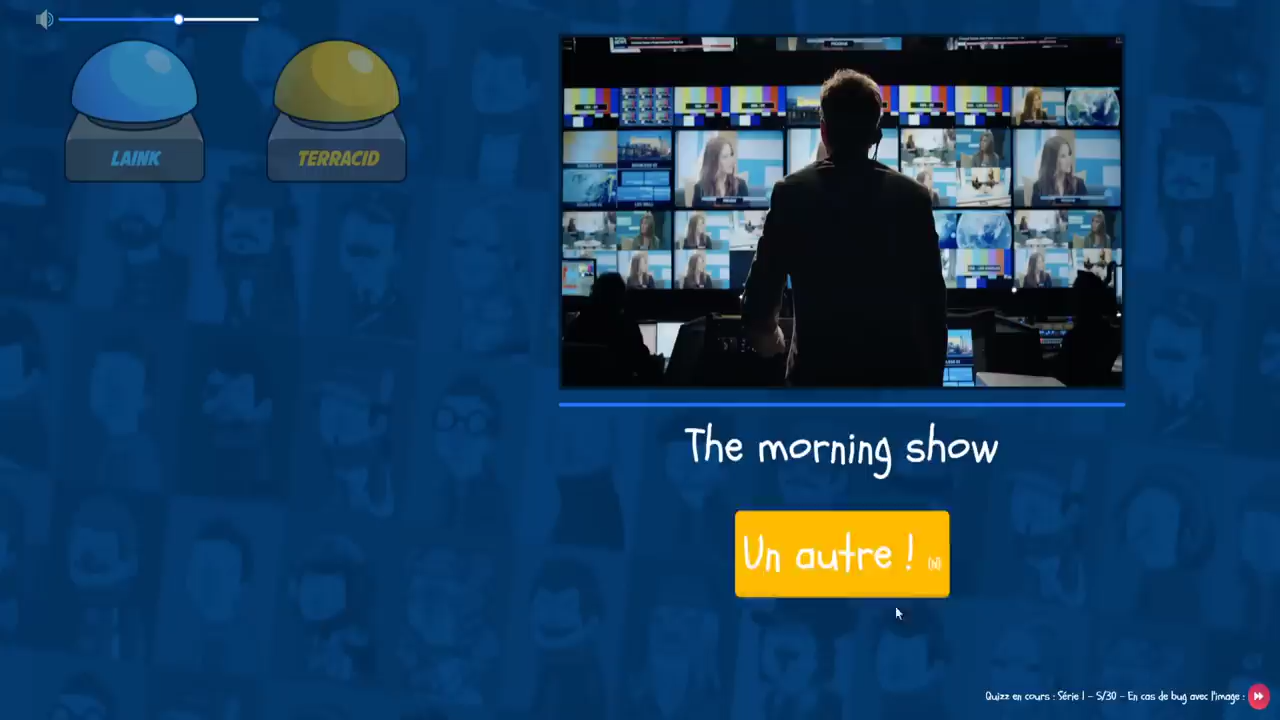 LAINK
TERRACID
The morning show
Un autre !
Quizz en cours : Série 1 - 5/30 - En cas de bug avec l'image :